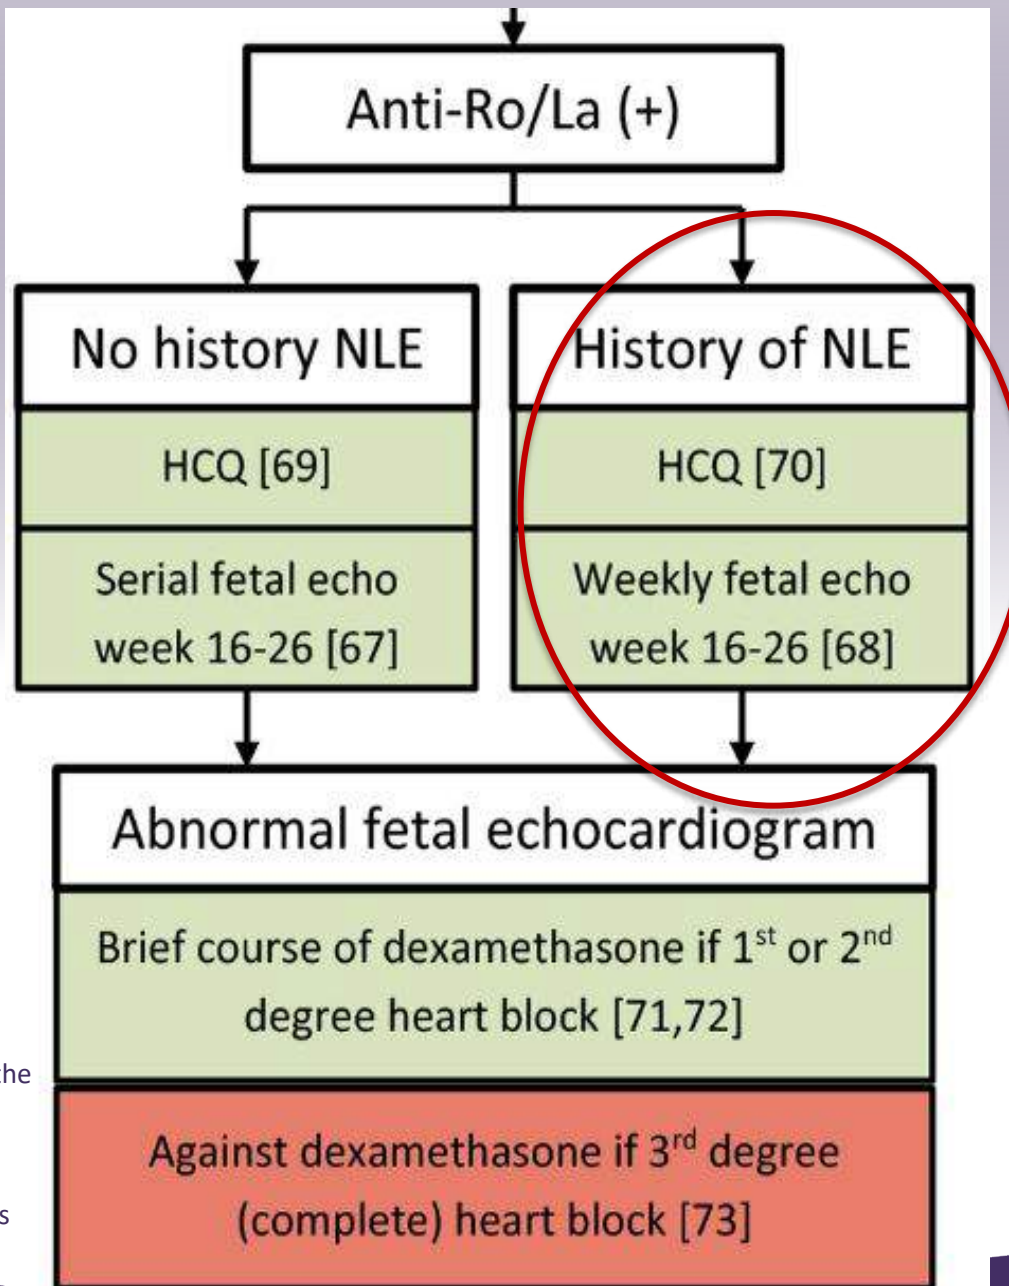 Anti-Ro/La (+)
No history NLE
HCQ [69]
Serial fetal echo
week 16-26 [67]
History of NLE
HCQ [70]
Weekly fetal echo
week 16-26 [68]
Abnormal fetal echocardiogram
Brief course of dexamethasone if 1st or 2nd
degree heart block [71,72]
the
Against dexamethasone if 3rd degree
(complete) heart block [73]
s